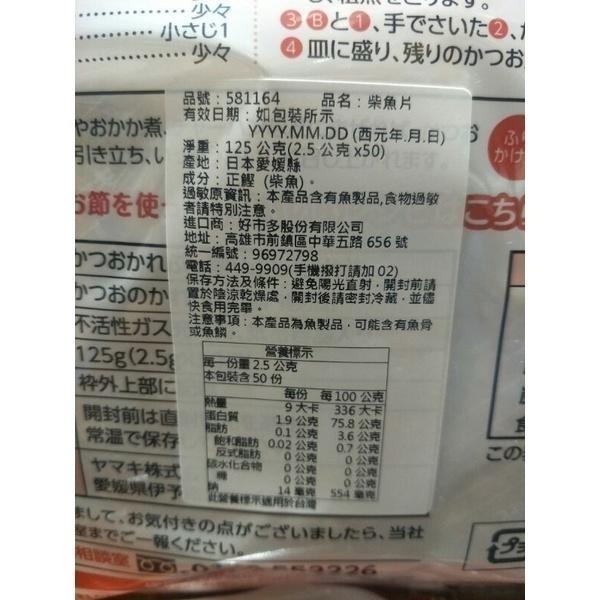 少々
小さじ1
少々
③Ⓑと①、手でさいた②、
④皿に盛り、残りのかつお
やおかか煮、
引き立ち、し
お節を使
こち
かつおかれ
かつおのか
不活性ガス
125g(2.5g
枠外上部に
開封前は直
常温で保存
ヤマキ株式
愛媛県伊予
品號：581164 品名：柴魚片
有效日期：如包裝所示
YYYY.MM.DD (西元年.月.日)
淨重：125 公克(2.5 公克 x50)
產地：日本愛媛縣
成分：正鰹 (柴魚)。
過敏原資訊：本產品含有魚製品,食物過敏
者請特別注意。
進口商：好市多股份有限公司
地址：高雄市前鎮區中華五路 656 號
統一編號：96972798
電話：449-9909(手機撥打請加 02)
保存方法及條件：避免陽光直射，開封前請
置於陰涼乾燥處，開封後請密封冷藏，並儘
快食用完畢。
注意事項：本產品為魚製品，可能含有魚骨
或魚鱗。
營養標示
每一份量 2.5 公克
本包裝含 50 份
每份 每 100 公克
熱量 9 大卡 336 大卡
蛋白質 1.9 公克 75.8 公克
脂肪 0.1 公克 3.6 公克
飽和脂肪 0.02 公克 0.7 公克
反式脂肪 0 公克 0 公克
碳水化合物 0 公克 0 公克
糖 0 公克 0 公克
鈉 14 毫克 554 毫克
此營養標示適用於台灣
まして、お気付きの点がございましたら、当社
室までご一報ください。
相談室
この
プラ